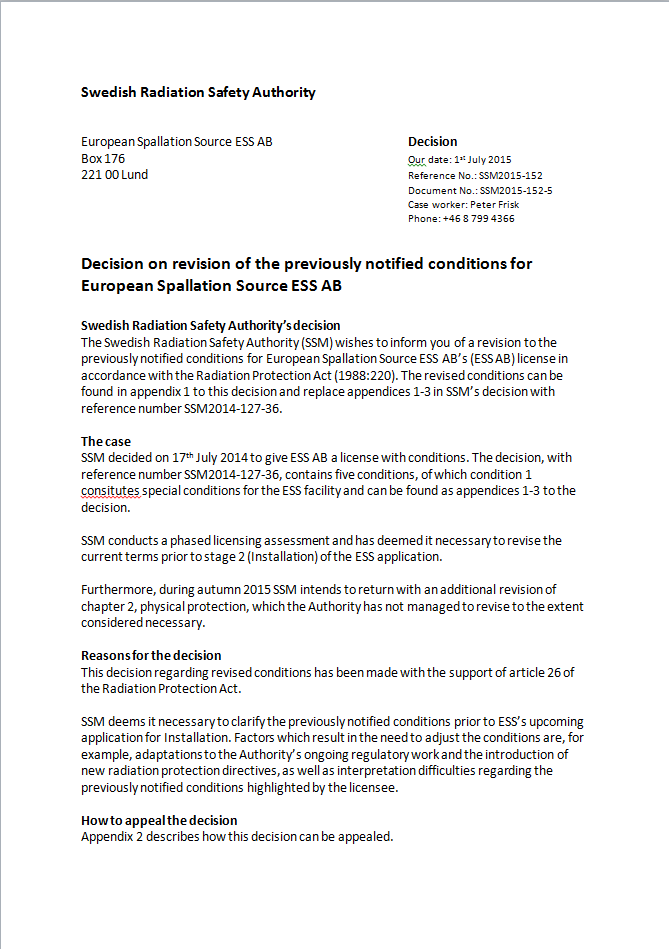 Swedish Radiation Safety Authority
European Spallation Source ESS AB
Box 176
221 00 Lund
Decision
Our date: 1st July 2015
Reference No.: SSM2015-152
Document No.: SSM2015-152-5
Case worker: Peter Frisk
Phone: +46 8 799 4366
Decision on revision of the previously notified conditions for
European Spallation Source ESS AB
Swedish Radiation Safety Authority's decision
The Swedish Radiation Safety Authority (SSM) wishes to inform you of a revision to the
previously notified conditions for European Spallation Source ESS AB's (ESS AB) license in
accordance with the Radiation Protection Act (1988:220). The revised conditions can be
found in appendix 1 to this decision and replace appendices 1-3 in SSM's decision with
reference number SSM2014-127-36.
The case
SSM decided on 17th July 2014 to give ESS AB a license with conditions. The decision, with
reference number SSM2014-127-36, contains five conditions, of which condition 1
consitutes special conditions for the ESS facility and can be found as appendices 1-3 to the
decision.
SSM conducts a phased licensing assessment and has deemed it necessary to revise the
current terms prior to stage 2 (Installation) of the ESS application.
Furthermore, during autumn 2015 SSM intends to return with an additional revision of
chapter 2, physical protection, which the Authority has not managed to revise to the extent
considered necessary.
Reasons for the decision
This decision regarding revised conditions has been made with the support of article 26 of
the Radiation Protection Act.
SSM deems it necessary to clarify the previously notified conditions prior to ESS's upcoming
application for Installation. Factors which result in the need to adjust the conditions are, for
example, adaptations to the Authority's ongoing regulatory work and the introduction of
new radiation protection directives, as well as interpretation difficulties regarding the
previously notified conditions highlighted by the licensee.
How to appeal the decision
Appendix 2 describes how this decision can be appealed.